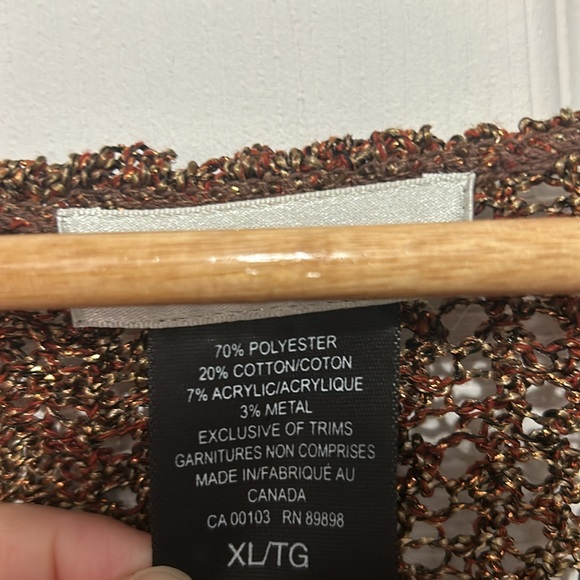 70% POLYESTER
20% COTTON/COTON
7% ACRYLIC/ACRYLIQUE
3% METAL
EXCLUSIVE OF TRIMS
GARNITURES NON COMPRISES
MADE IN/FABRIQUÉ AU
CANADA
CA 00103 RN 89898
XL/TG